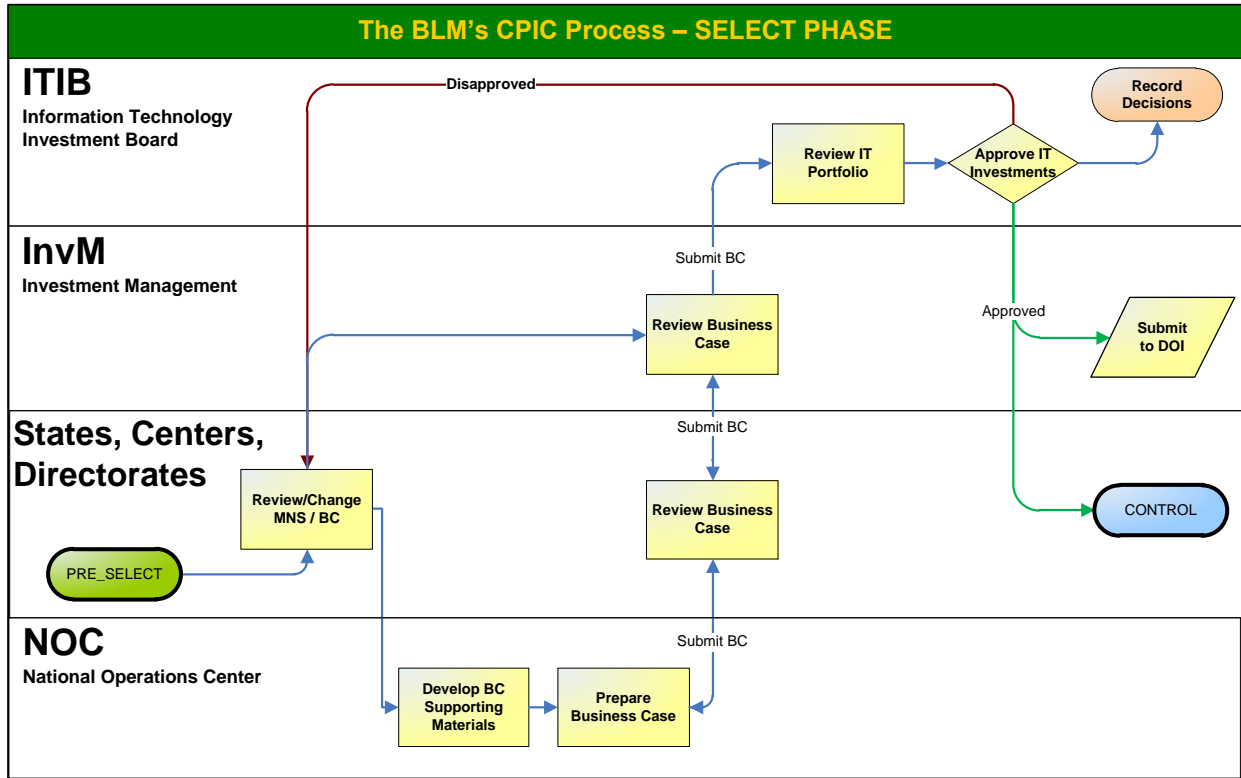 The BLM's CPIC Process – SELECT PHASE
ITIB
Information Technology
Investment Board
Disapproved
Record
Decisions
Review IT
Portfolio
Approve IT
Investments
InvM
Investment Management
Submit BC
Review Business
Case
Approved
Submit
to DOI
States, Centers,
Directorates
Submit BC
Review/Change
MNS / BC
Review Business
Case
CONTROL
PRE_SELECT
NOC
National Operations Center
Submit BC
Develop BC
Supporting
Materials
Prepare
Business Case